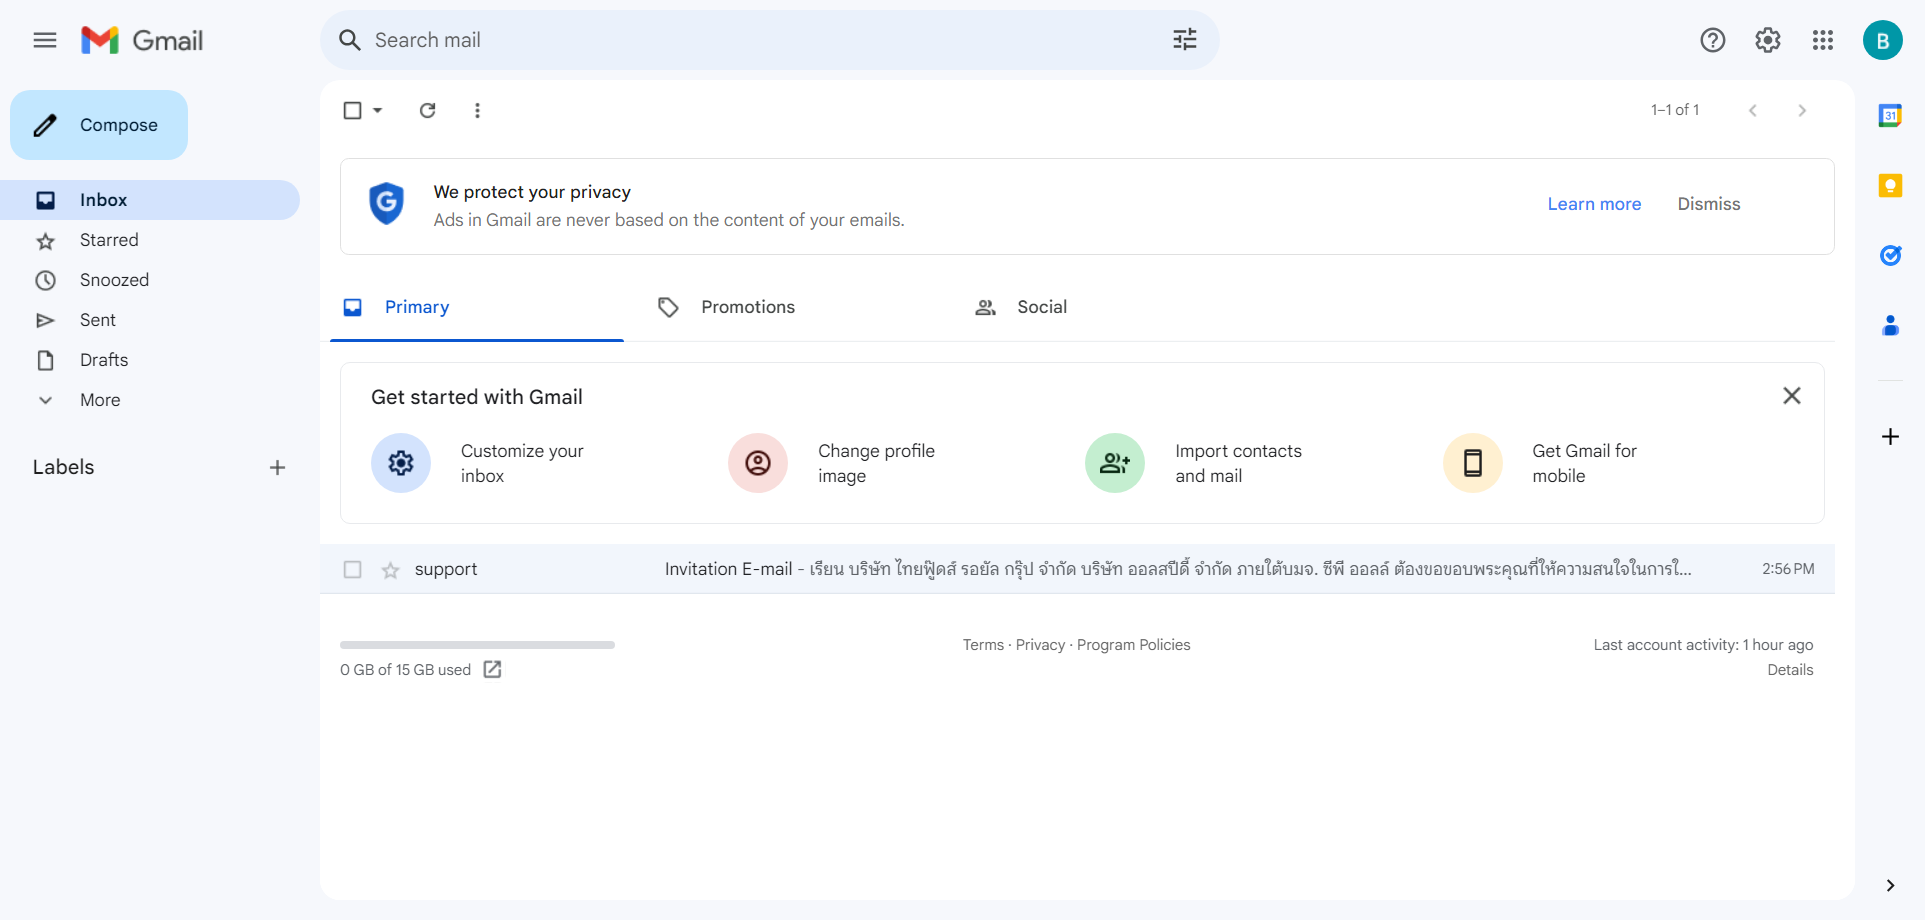 Gmail
Search mail
B
Compose
1–1 of 1
31
We protect your privacy
Ads in Gmail are never based on the content of your emails.
Learn more
Dismiss
Inbox
Starred
Snoozed
Sent
Drafts
More
Labels
Primary
Promotions
Social
Get started with Gmail
Customize your
inbox
Change profile
image
Import contacts
and mail
Get Gmail for
mobile
support
Invitation E-mail - เรียน บริษัท ไทยฟู๊ดส์ รอยัล กรุ๊ป จำกัด บริษัท ออลสปีดี้ จำกัด ภายใต้บมจ. ซีพี ออลล์ ต้องขอขอบพระคุณที่ให้ความสนใจในการใ...
2:56 PM
0 GB of 15 GB used
Terms · Privacy · Program Policies
Last account activity: 1 hour ago
Details